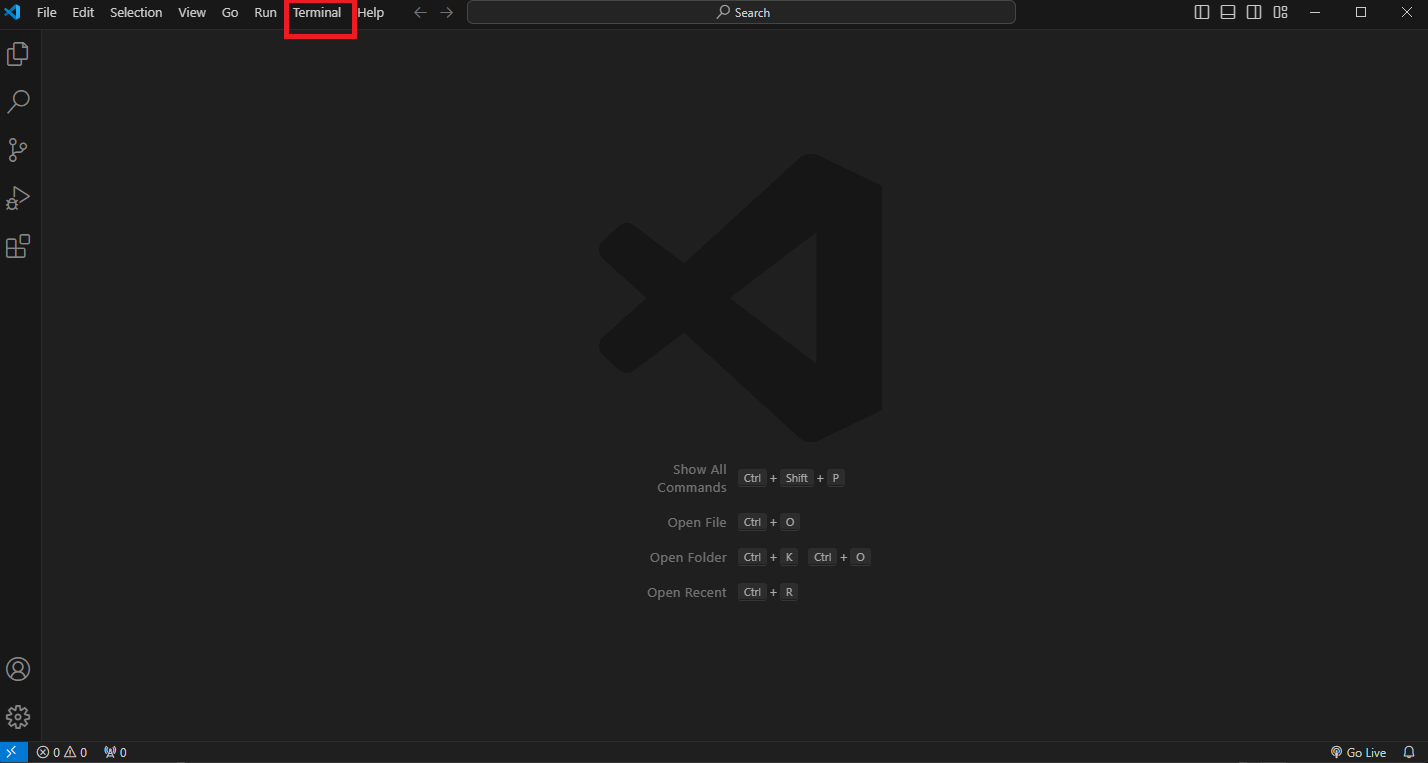 File Edit Selection View Go Run Terminal Help Search
Show All Ctrl + Shift + P
Commands
Open File Ctrl + O
Open Folder Ctrl + K Ctrl + O
Open Recent Ctrl + R
0 0 0 Go Live